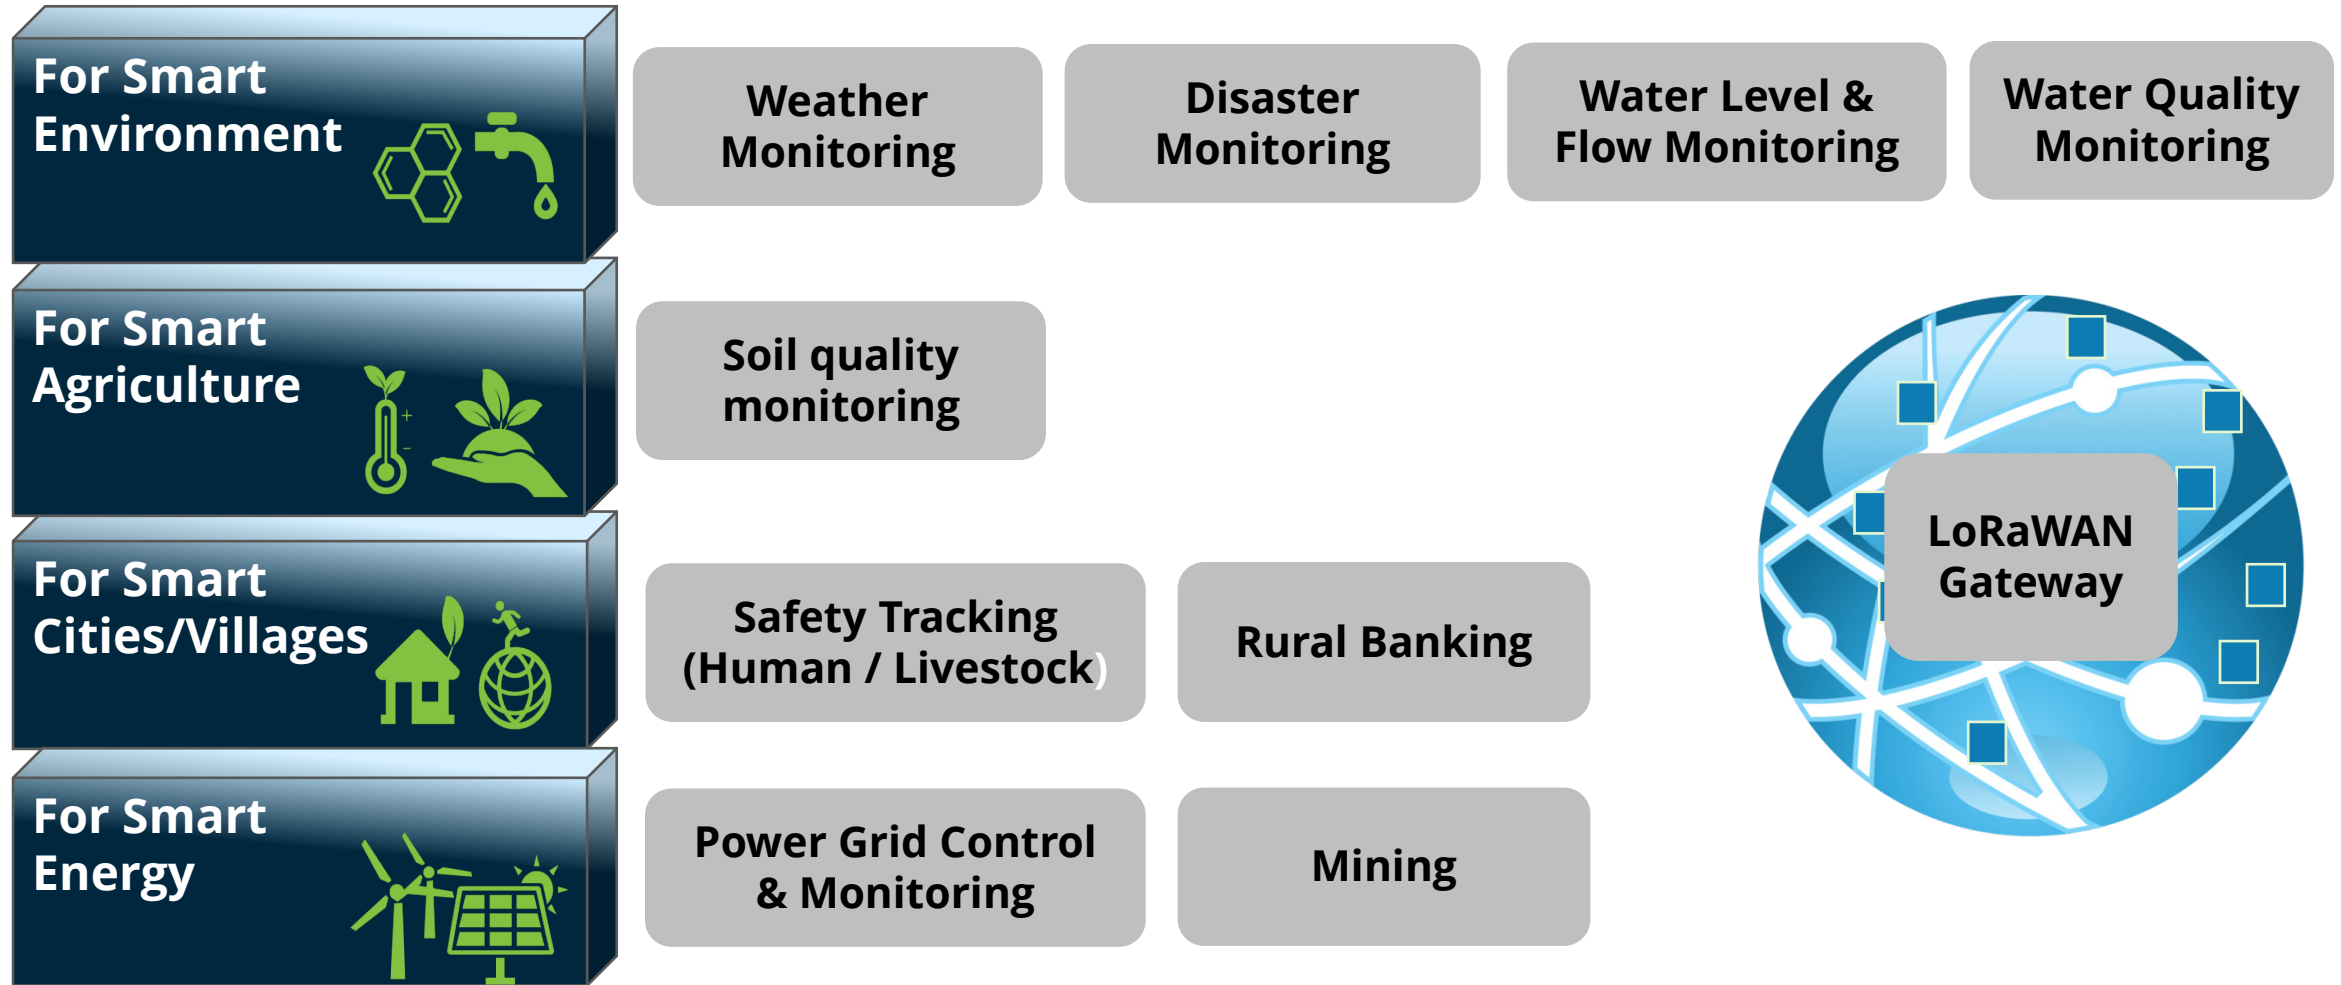 For Smart
Environment
Weather
Monitoring
Disaster
Monitoring
Water Level &
Flow Monitoring
Water Quality
Monitoring
For Smart
Agriculture
Soil quality
monitoring
LoRaWAN
Gateway
For Smart
Cities/Villages
Safety Tracking
(Human / Livestock)
Rural Banking
For Smart
Energy
Power Grid Control
& Monitoring
Mining